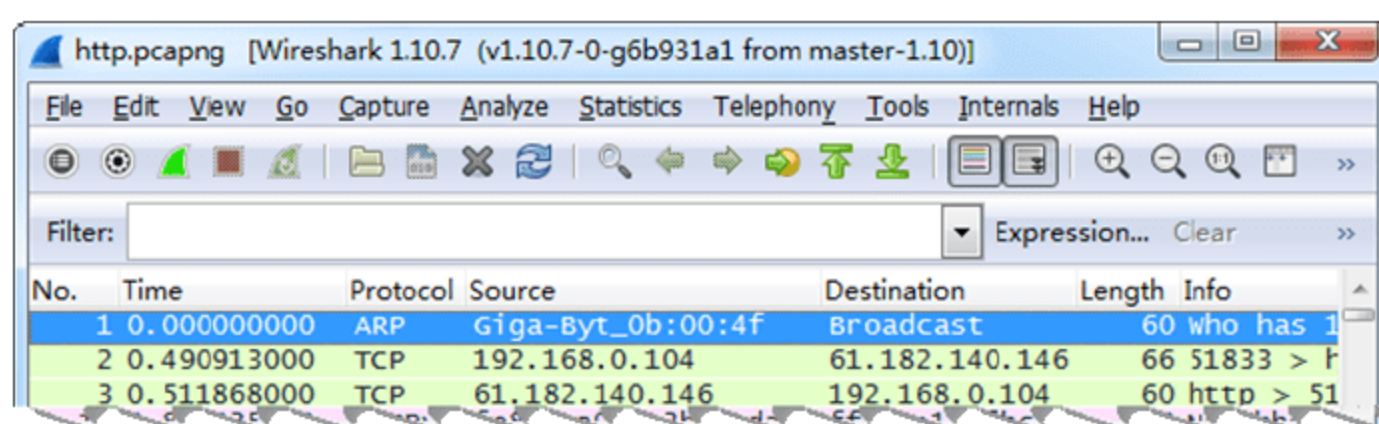 http.pcapng [Wireshark 1.10.7 (v1.10.7-0-g6b931a1 from master-1.10)]
File Edit View Go Capture Analyze Statistics Telephony Tools Internals Help
Filter: Expression... Clear »
No. Time Protocol Source Destination Length Info
1 0.000000000 ARP Giga-Byt_0b:00:4f Broadcast 60 Who has 1
2 0.490913000 TCP 192.168.0.104 61.182.140.146 66 51833 > h
3 0.511868000 TCP 61.182.140.146 192.168.0.104 60 http > 51